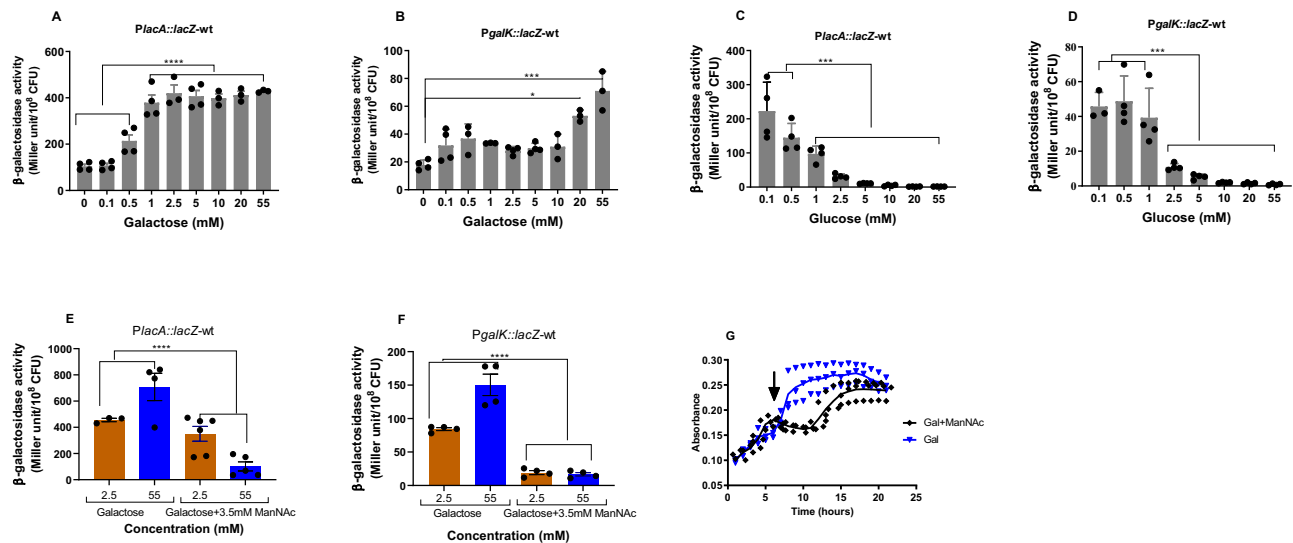 A
PlacA::lacZ-wt
β-galactosidase activity
(Miller unit/10⁸ CFU)
600
400
200
0
****
0 0.1 0.5 1 2.5 5 10 20 55
Galactose (mM)
B
PgalK::lacZ-wt
β-galactosidase activity
(Miller unit/10⁸ CFU)
100
80
60
40
20
0
***
*
0 0.1 0.5 1 2.5 5 10 20 55
Galactose (mM)
C
PlacA::lacZ-wt
β-galactosidase activity
(Miller unit/10⁸ CFU)
400
300
200
100
0
***
0.1 0.5 1 2.5 5 10 20 55
Glucose (mM)
D
PgalK::lacZ-wt
β-galactosidase activity
(Miller unit/10⁸ CFU)
80
60
40
20
0
***
0.1 0.5 1 2.5 5 10 20 55
Glucose (mM)
E
PlacA::lacZ-wt
β-galactosidase activity
(Miller unit/10⁸ CFU)
1000
800
600
400
200
0
****
2.5 55 2.5 55
Galactose Galactose+3.5mM ManNAc
Concentration (mM)
F
PgalK::lacZ-wt
β-galactosidase activity
(Miller unit/10⁸ CFU)
200
150
100
50
0
****
2.5 55 2.5 55
Galactose Galactose+3.5mM ManNAc
Concentration (mM)
G
Absorbance
0.30
0.25
0.20
0.15
0.10
0.05
0 5 10 15 20 25
Time (hours)
Gal+ManNAc
Gal